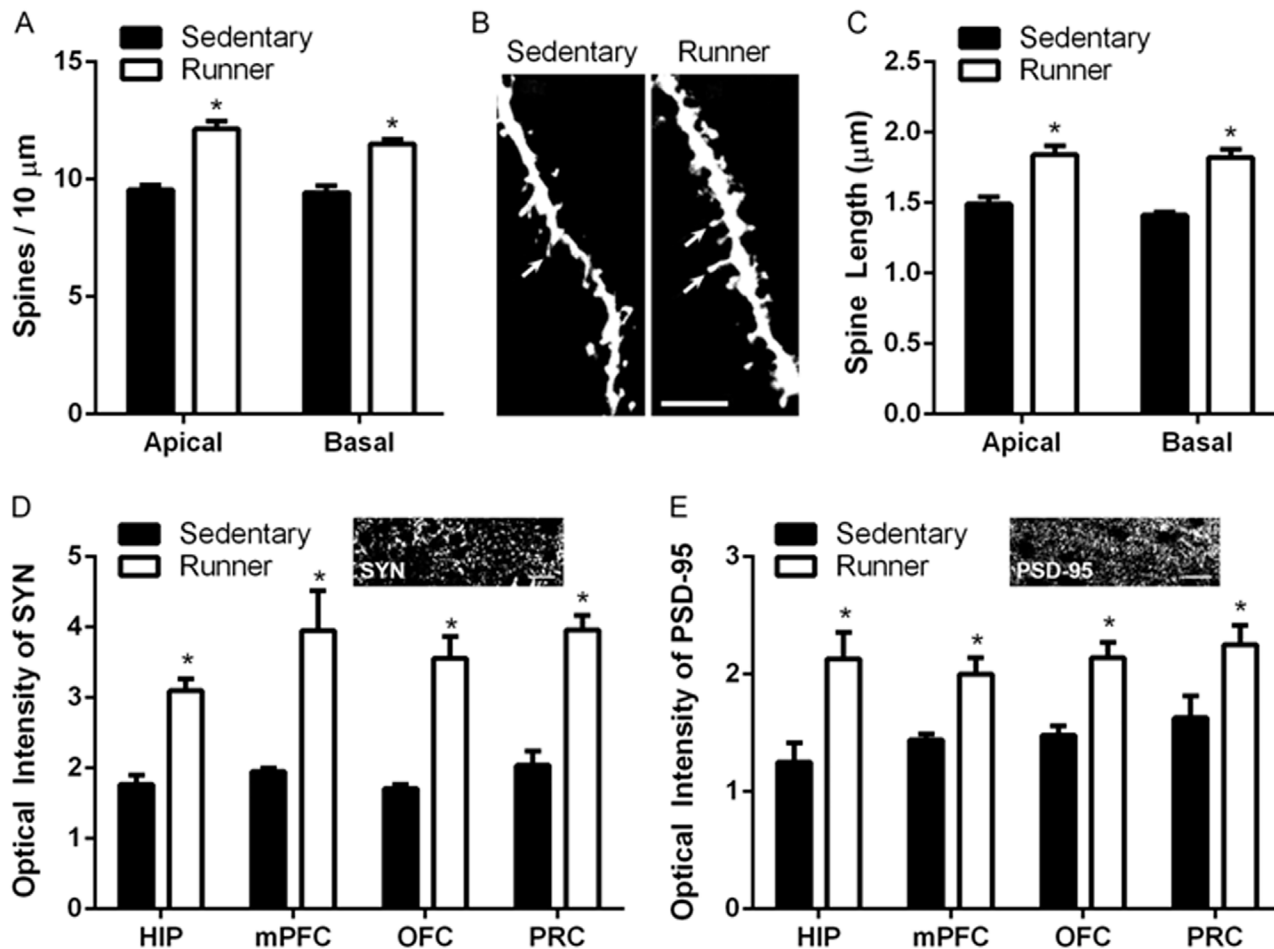 A
Sedentary
Runner
15
10
5
0
Spines / 10 μm
*
*
Apical
Basal
B
Sedentary
Runner
C
Sedentary
Runner
2.5
2.0
1.5
1.0
0.5
0.0
Spine Length (μm)
*
*
Apical
Basal
D
Sedentary
Runner
SYN
5
4
3
2
1
0
Optical Intensity of SYN
*
*
*
*
HIP
mPFC
OFC
PRC
E
Sedentary
Runner
PSD-95
3
2
1
0
Optical Intensity of PSD-95
*
*
*
*
HIP
mPFC
OFC
PRC